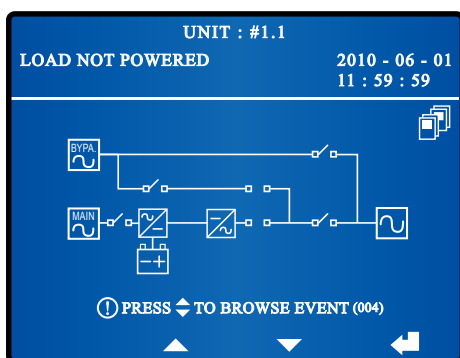 UNIT : #1.1
LOAD NOT POWERED
2010 - 06 - 01
11 : 59 : 59
BYPA.
MAIN
PRESS TO BROWSE EVENT (004)